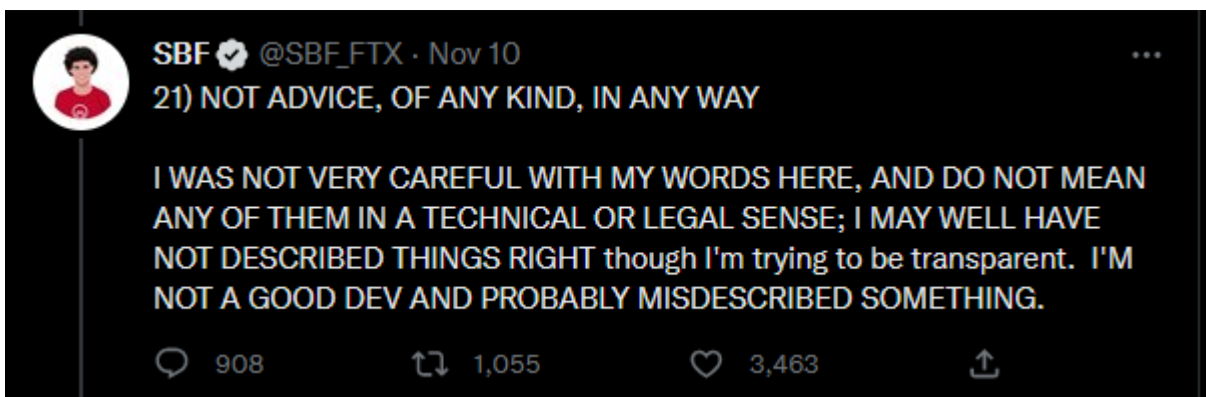 SBF @SBF_FTX · Nov 10
21) NOT ADVICE, OF ANY KIND, IN ANY WAY
I WAS NOT VERY CAREFUL WITH MY WORDS HERE, AND DO NOT MEAN
ANY OF THEM IN A TECHNICAL OR LEGAL SENSE; I MAY WELL HAVE
NOT DESCRIBED THINGS RIGHT though I'm trying to be transparent.  I'M
NOT A GOOD DEV AND PROBABLY MISDESCRIBED SOMETHING.
908 1,055 3,463